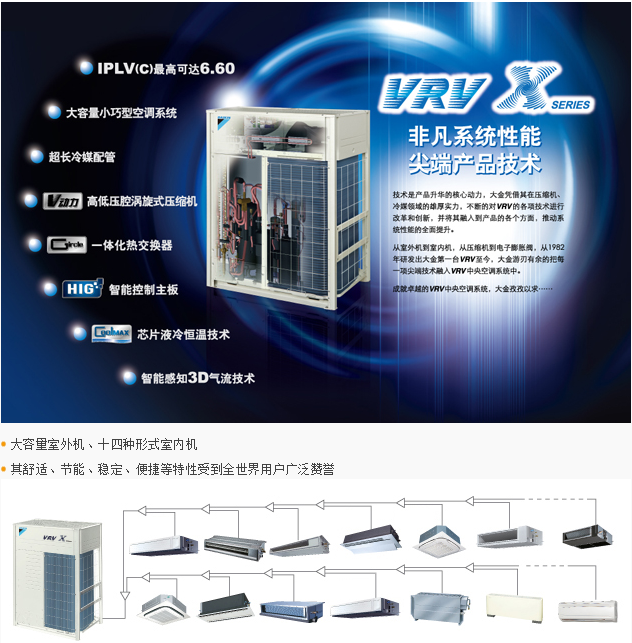 IPLV(C)最高可达6.60
大容量小巧型空调系统
超长冷媒配管
V动力 高低压腔涡旋式压缩机
Circle 一体化热交换器
HIG 智能控制主板
CoolMAX 芯片液冷恒温技术
智能感知3D气流技术
VRV X SERIES
非凡系统性能
尖端产品技术
技术是产品升华的核心动力，大金凭借其在压缩机、
冷媒领域的雄厚实力，不断的对VRV的各项技术进行
改革和创新，并将其融入到产品的各个方面，推动系
统性能的全面提升。
从室外机到室内机，从压缩机到电子膨胀阀，从1982
年研发出大金第一台VRV至今，大金游刃有余的把每
一项尖端技术融入VRV中央空调系统中。
成就卓越的VRV中央空调系统，大金孜孜以求……
大容量室外机、十四种形式室内机
其舒适、节能、稳定、便捷等特性受到全世界用户广泛赞誉
VRV X